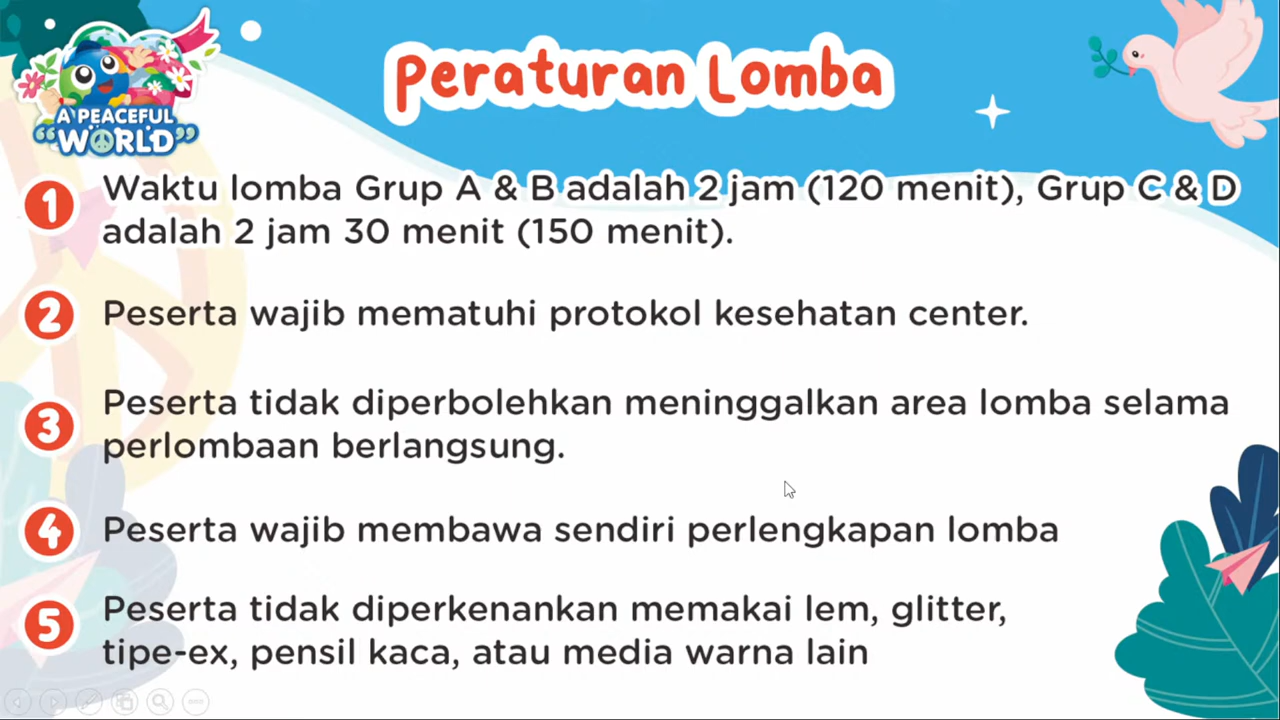 A PEACEFUL
"WORLD"
Peraturan Lomba
1
Waktu lomba Grup A & B adalah 2 jam (120 menit), Grup C & D
adalah 2 jam 30 menit (150 menit).
2
Peserta wajib mematuhi protokol kesehatan center.
3
Peserta tidak diperbolehkan meninggalkan area lomba selama
perlombaan berlangsung.
4
Peserta wajib membawa sendiri perlengkapan lomba
5
Peserta tidak diperkenankan memakai lem, glitter,
tipe-ex, pensil kaca, atau media warna lain